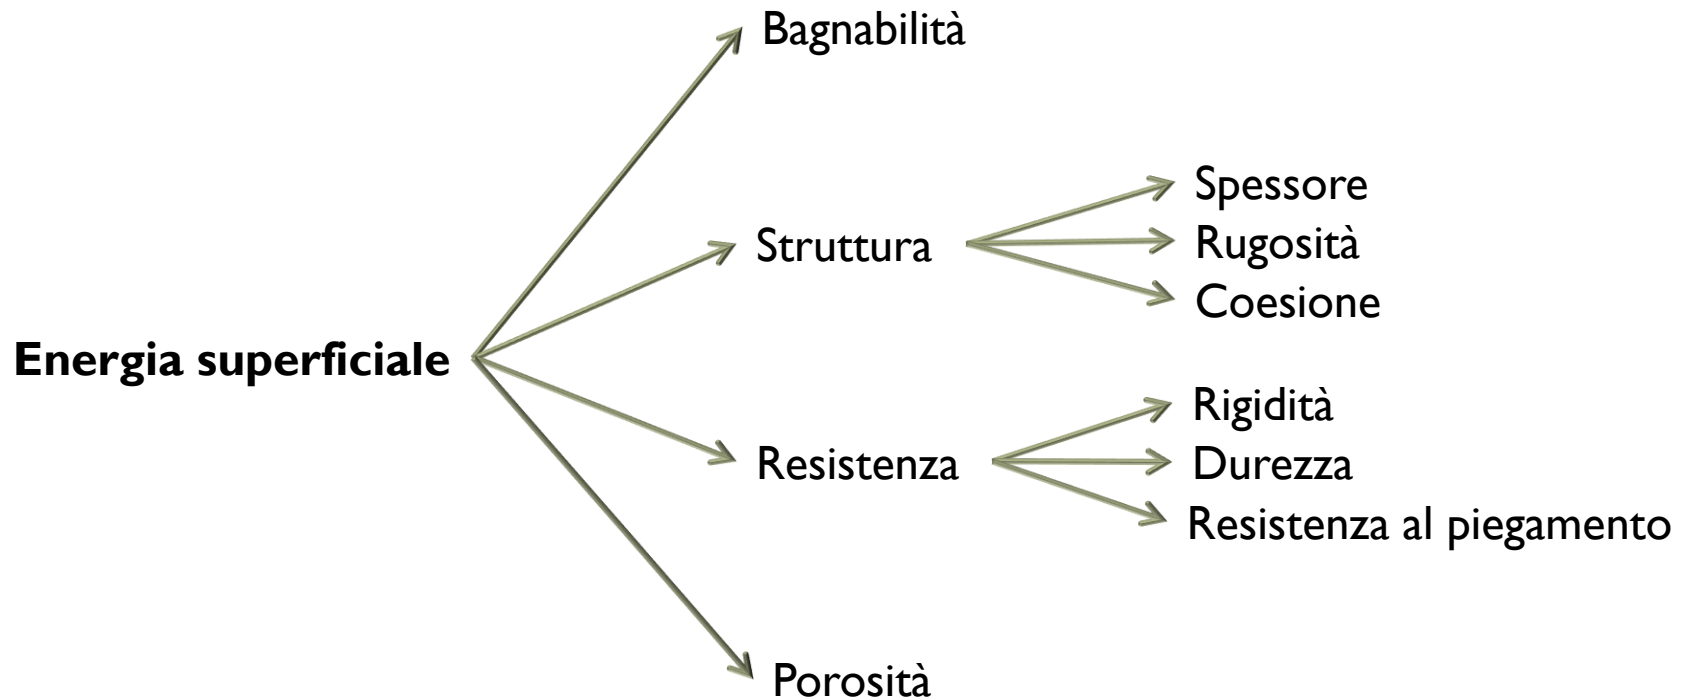 Bagnabilità
Spessore
Struttura
Rugosità
Coesione
Energia superficiale
Rigidità
Resistenza
Durezza
Resistenza al piegamento
Porosità